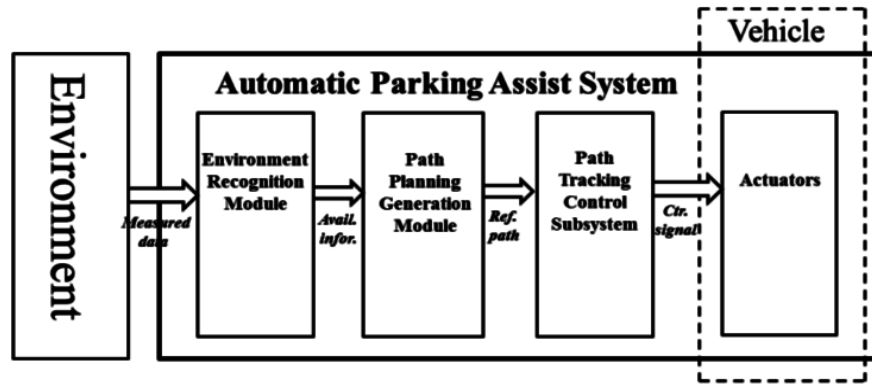 Vehicle
Automatic Parking Assist System
Environment
Environment
Recognition
Module
Path
Planning
Generation
Module
Path
Tracking
Control
Subsystem
Actuators
Measured
data
Avail.
infor.
Ref.
path
Ctr.
signal